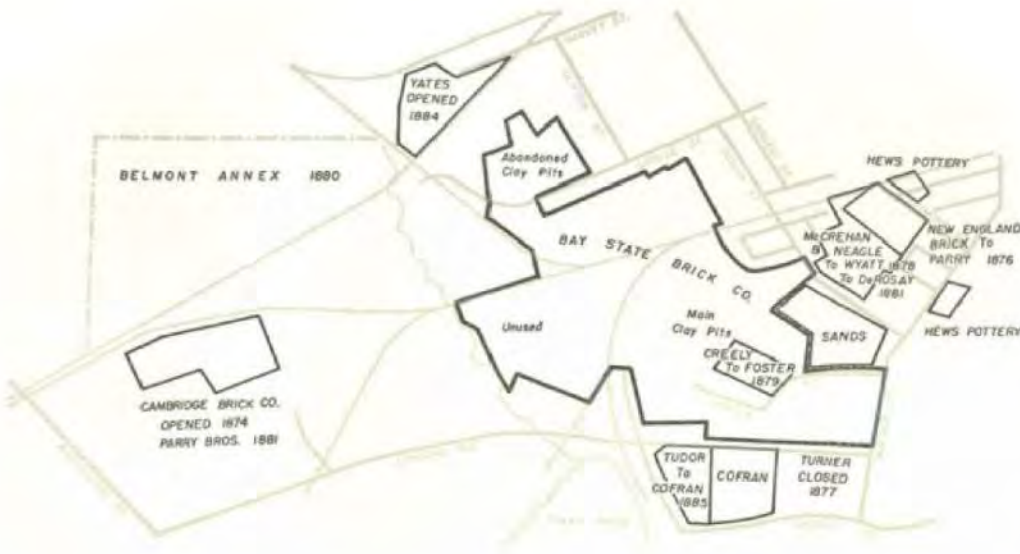 HARVEY ST.
YATES
OPENED
1884
BELMONT ANNEX 1880
Abandoned
Clay Pits
HEWS POTTERY
BAY STATE BRICK CO.
McCREHAN
& NEAGLE
To WYATT 1878
To DeROSAY
1881
NEW ENGLAND
BRICK To
PARRY 1876
HEWS POTTERY
Unused
Main
Clay Pits
SANDS
CREELY
To FOSTER
1879
CAMBRIDGE BRICK CO.
OPENED 1874
PARRY BROS. 1881
TUDOR
To
COFRAN
1885
COFRAN
TURNER
CLOSED
1877